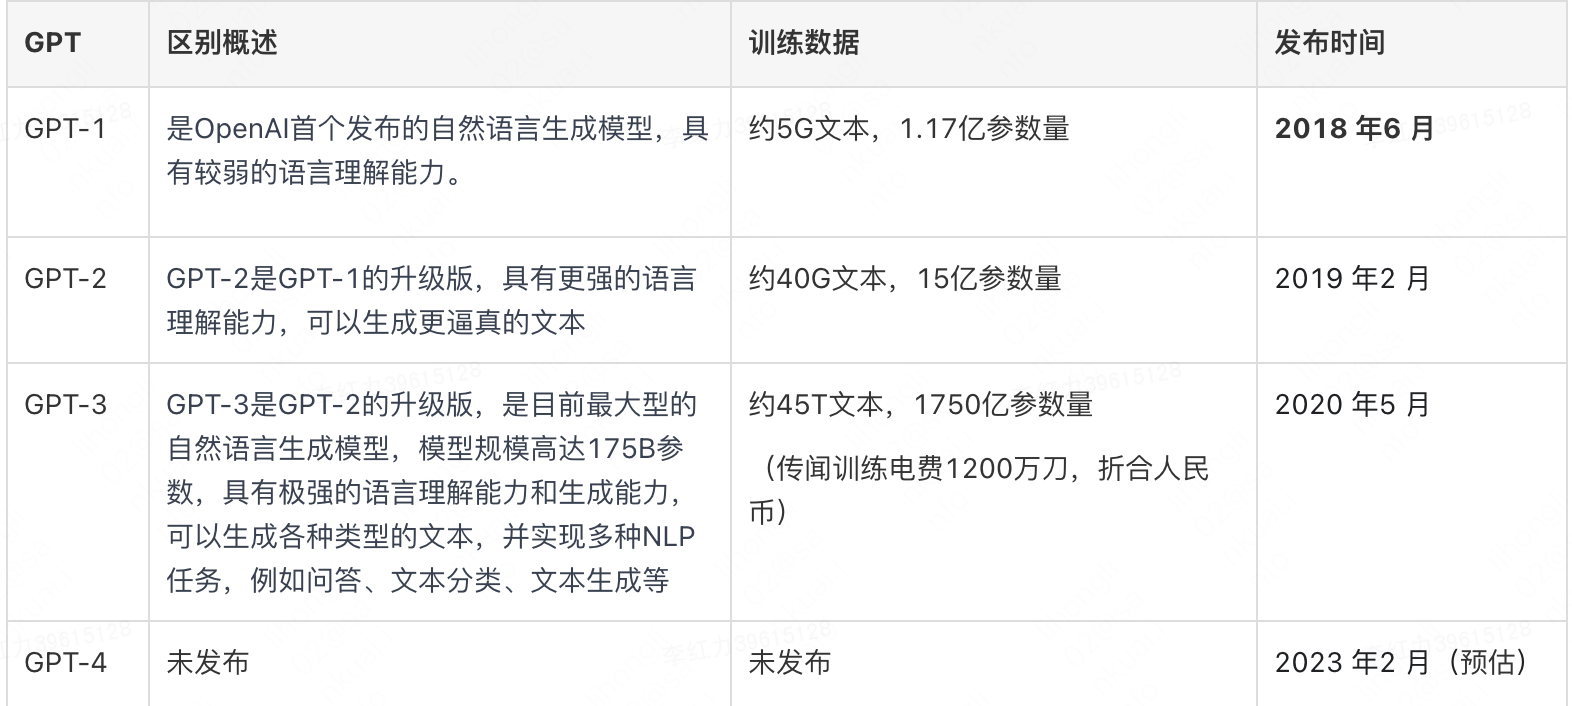 GPT 区别概述 训练数据 发布时间
GPT-1 是OpenAI首个发布的自然语言生成模型，具 约5G文本，1.17亿参数量 2018 年6 月
有较弱的语言理解能力。
GPT-2 GPT-2是GPT-1的升级版，具有更强的语言 约40G文本，15亿参数量 2019 年2 月
理解能力，可以生成更逼真的文本
GPT-3 GPT-3是GPT-2的升级版，是目前最大型的 约45T文本，1750亿参数量 2020 年5 月
自然语言生成模型，模型规模高达175B参
数，具有极强的语言理解能力和生成能力，
可以生成各种类型的文本，并实现多种NLP
任务，例如问答、文本分类、文本生成等
（传闻训练电费1200万刀，折合人民
币）
GPT-4 未发布 未发布 2023 年2 月（预估）
李红力39615128